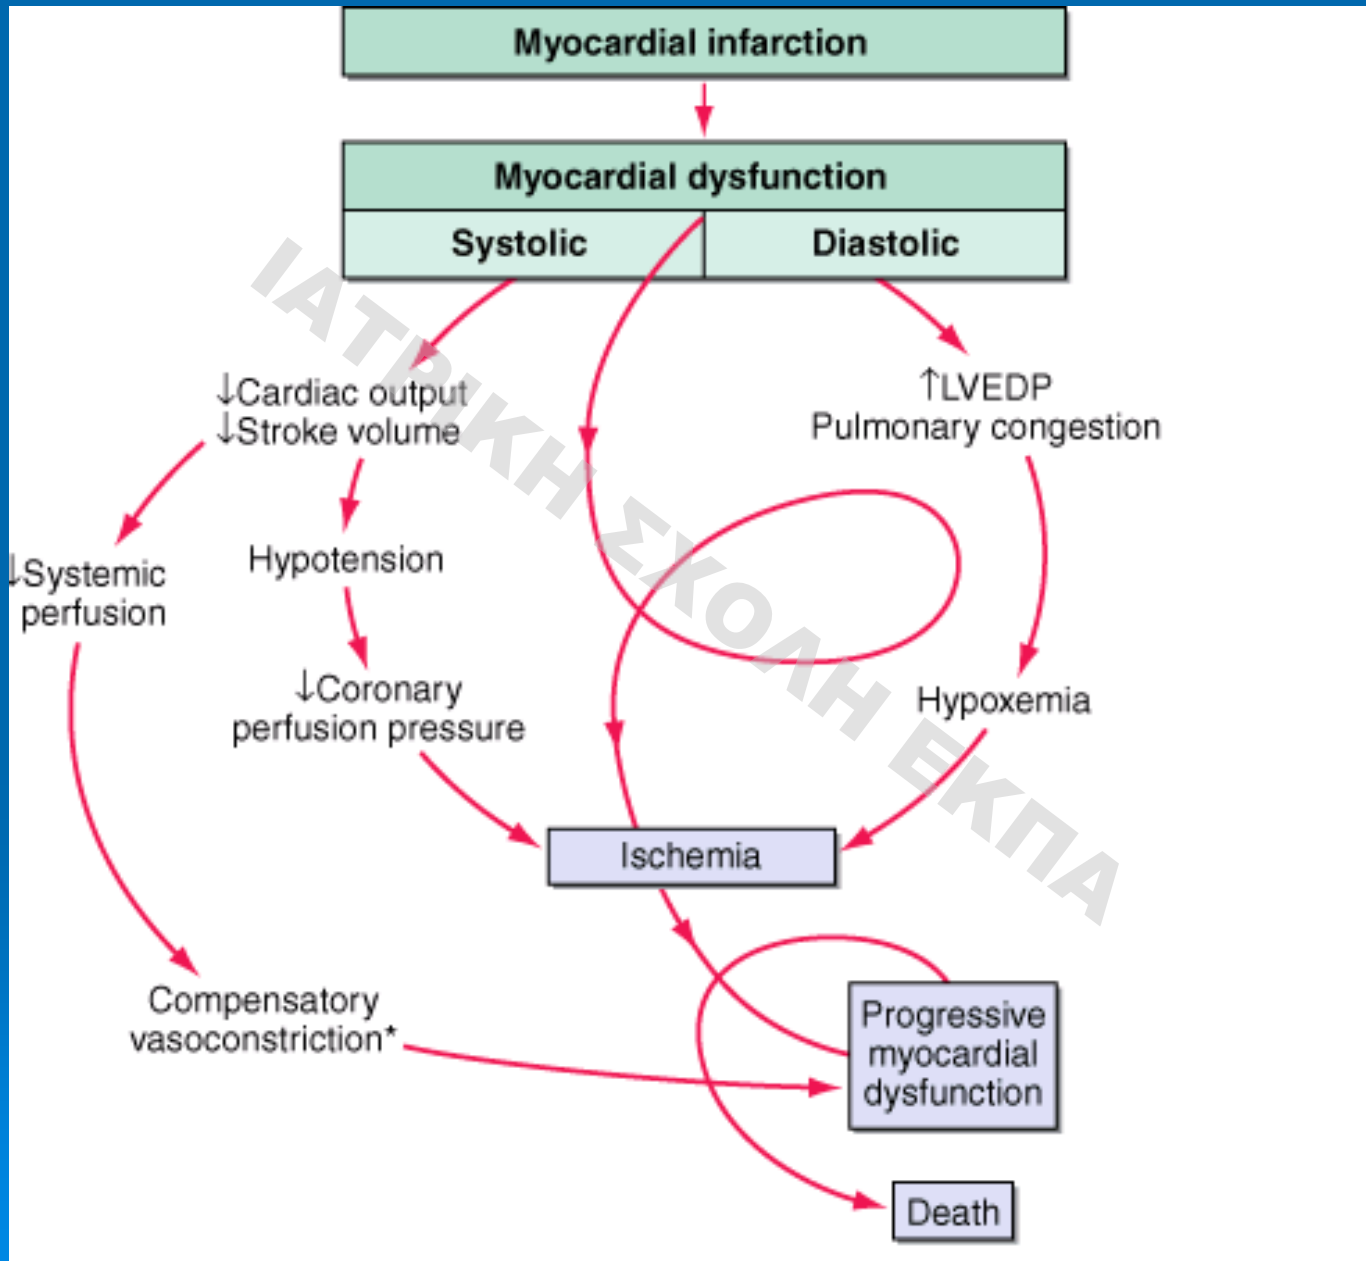 Myocardial infarction
Myocardial dysfunction
Systolic
Diastolic
↓Cardiac output
↓Stroke volume
↑LVEDP
Pulmonary congestion
↓Systemic
perfusion
Hypotension
↓Coronary
perfusion pressure
Hypoxemia
Ischemia
Compensatory
vasoconstriction*
Progressive
myocardial
dysfunction
Death
ΙΑΤΡΙΚΗ ΣΧΟΛΗ ΕΚΠΑ